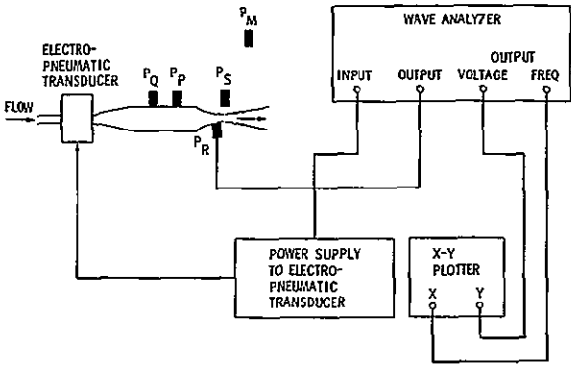 P_M
WAVE ANALYZER
ELECTRO-
PNEUMATIC
TRANSDUCER
OUTPUT
INPUT OUTPUT VOLTAGE FREQ
P_Q P_P P_S
FLOW
P_R
POWER SUPPLY
TO ELECTRO-
PNEUMATIC
TRANSDUCER
X-Y
PLOTTER
X Y